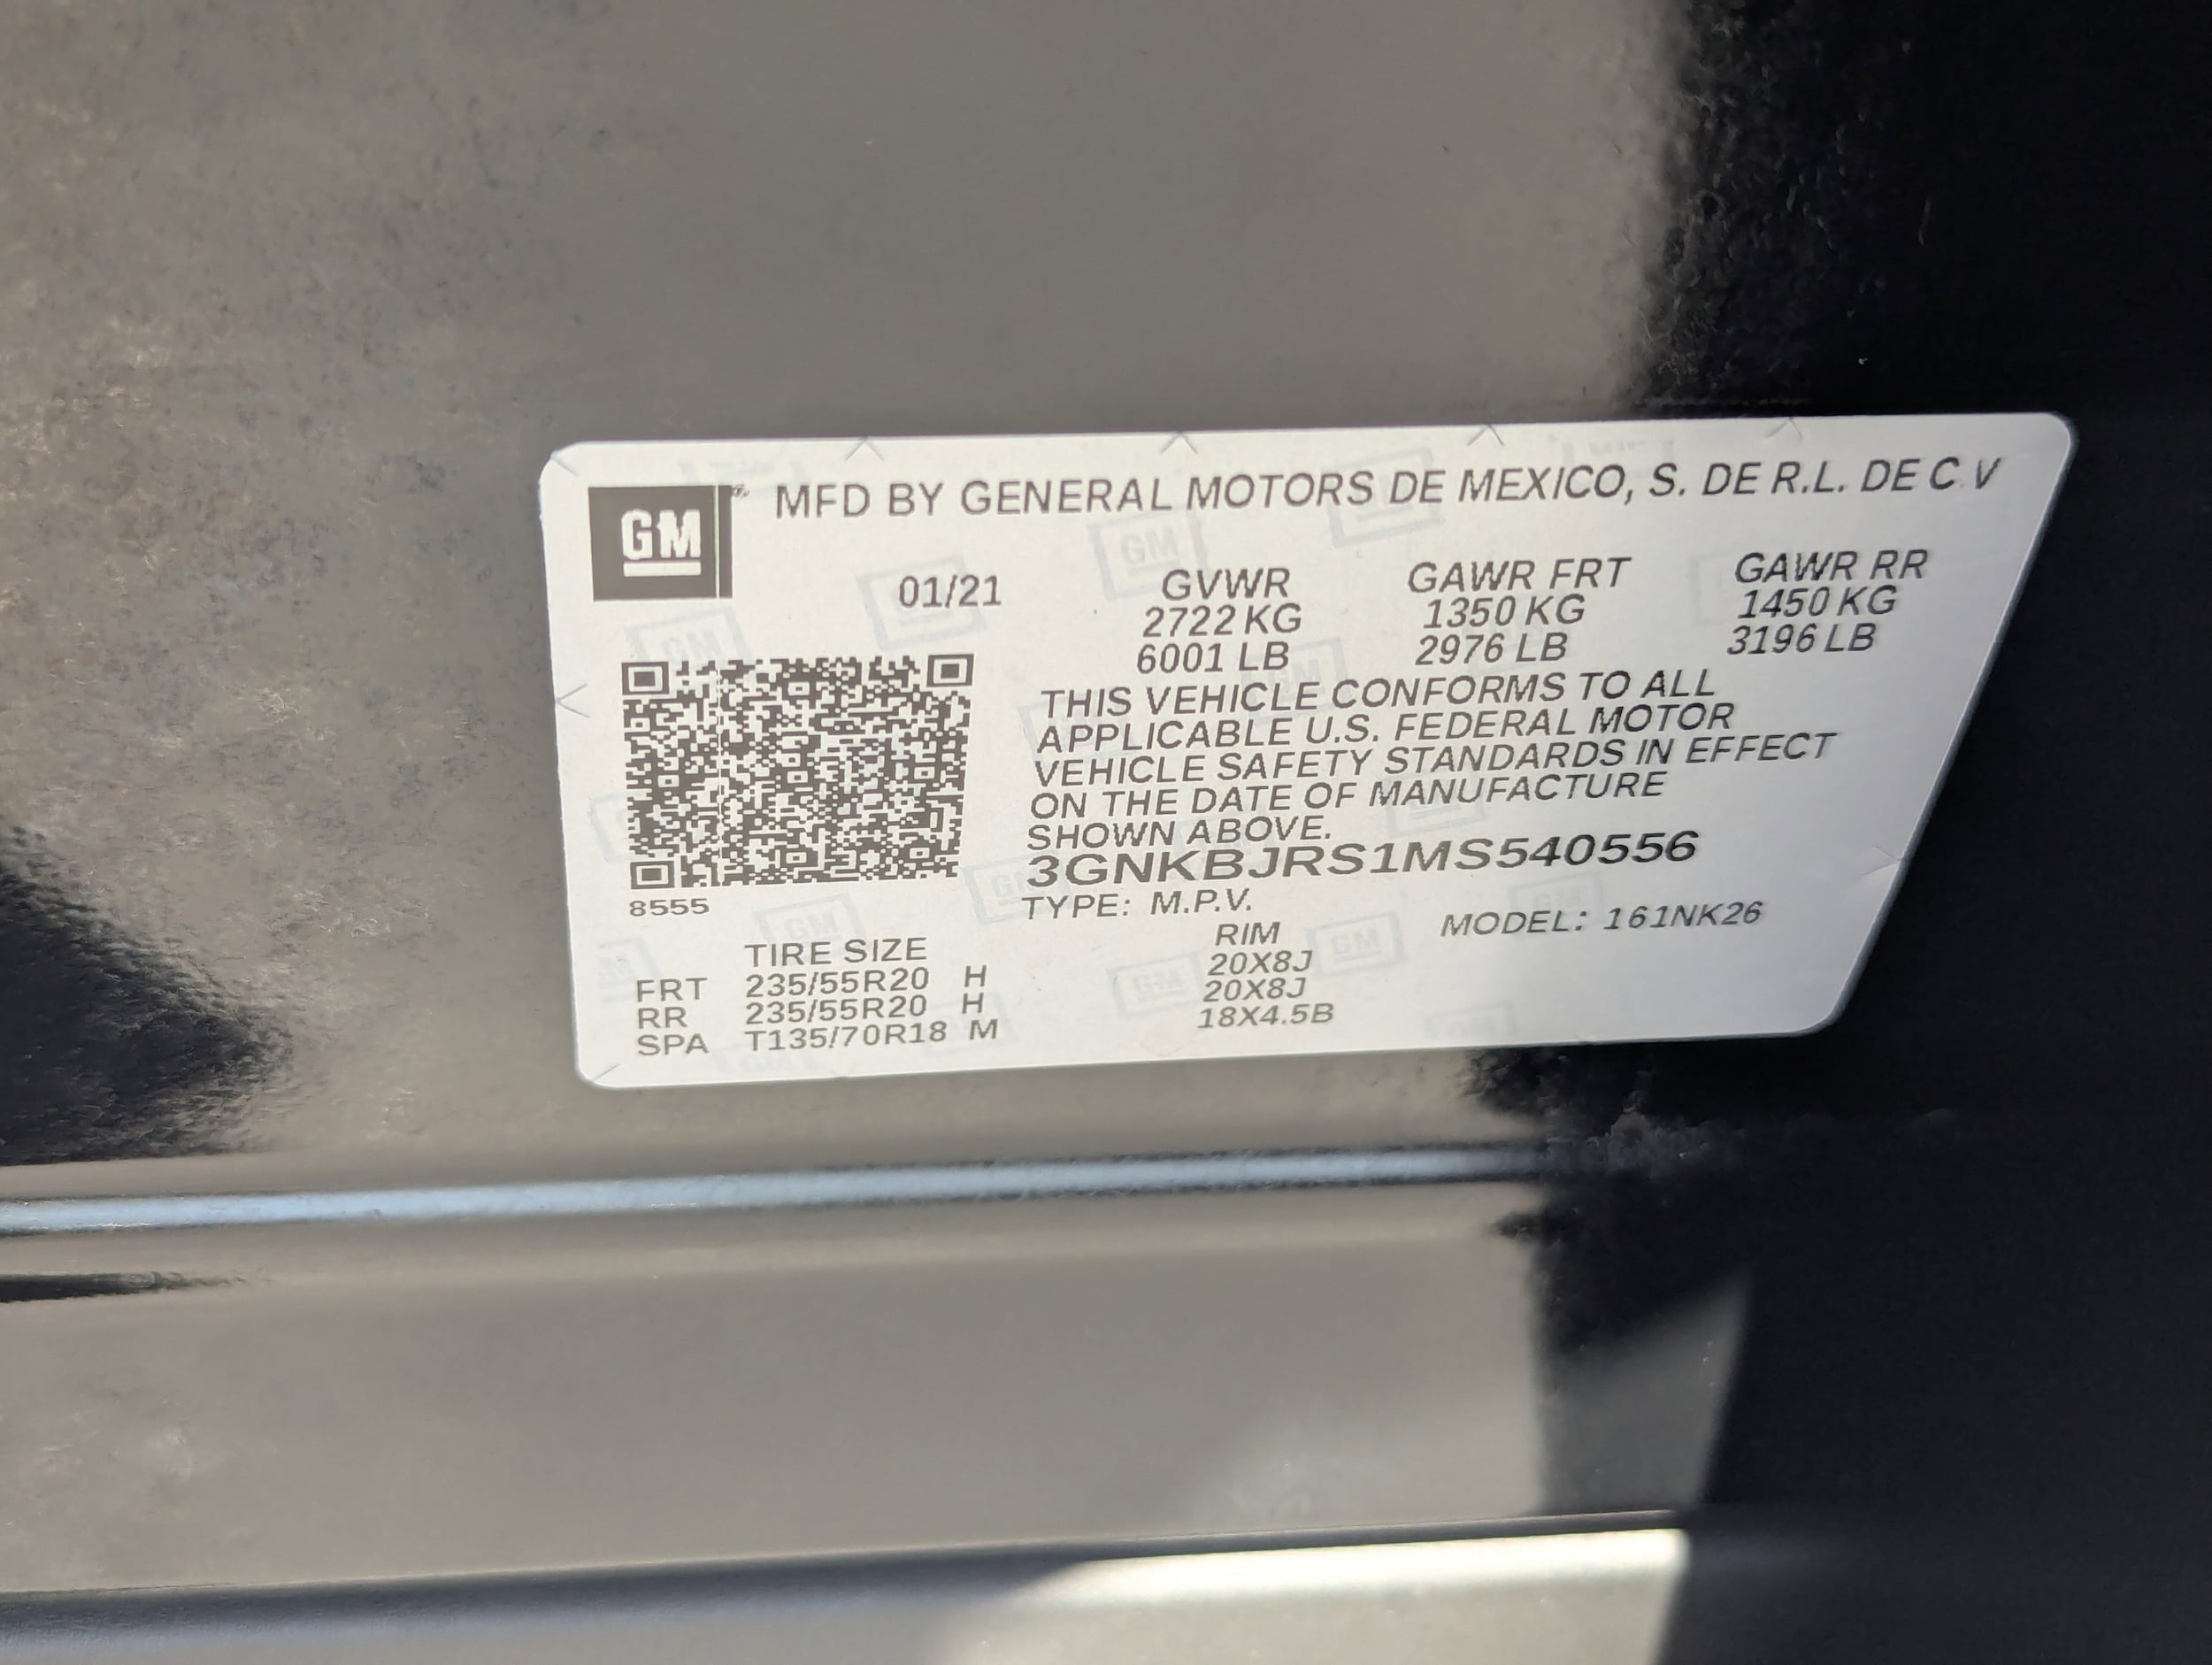 GM MFD BY GENERAL MOTORS DE MEXICO, S. DE R.L. DE C.V
01/21 GVWR GAWR FRT GAWR RR
2722 KG 1350 KG 1450 KG
6001 LB 2976 LB 3196 LB
THIS VEHICLE CONFORMS TO ALL
APPLICABLE U.S. FEDERAL MOTOR
VEHICLE SAFETY STANDARDS IN EFFECT
ON THE DATE OF MANUFACTURE
SHOWN ABOVE.
3GNKBJRS1MS540556
8555 TYPE: M.P.V. MODEL: 161NK26
TIRE SIZE RIM
FRT 235/55R20 H 20X8J
RR 235/55R20 H 20X8J
SPA T135/70R18 M 18X4.5B